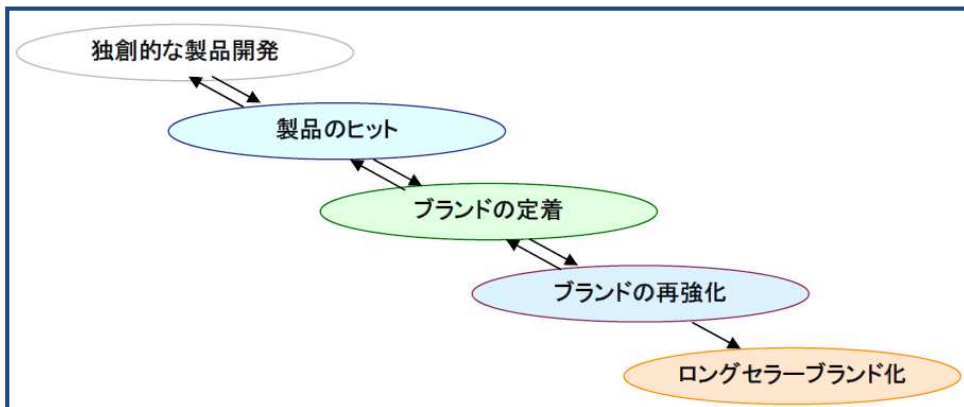 独創的な製品開発
製品のヒット
ブランドの定着
ブランドの再強化
ロングセラーブランド化